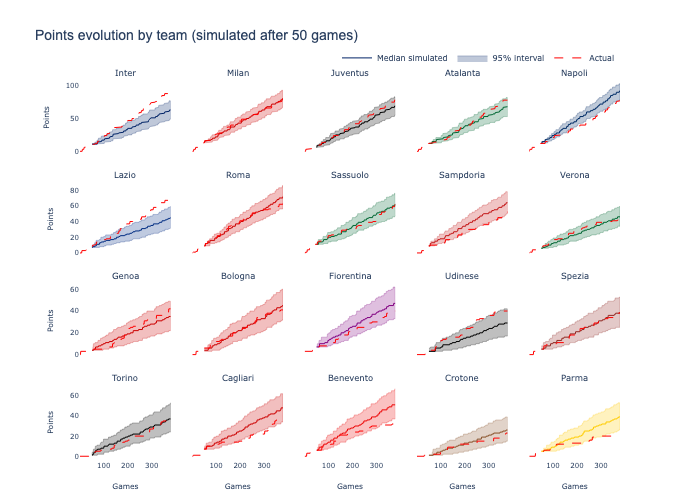 Points evolution by team (simulated after 50 games)
Median simulated 95% interval Actual
Inter Milan Juventus Atalanta Napoli
100
50
0
Points
Lazio Roma Sassuolo Sampdoria Verona
80
60
40
20
0
Points
Genoa Bologna Fiorentina Udinese Spezia
60
40
20
0
Points
Torino Cagliari Benevento Crotone Parma
60
40
20
0
Points
100 200 300 100 200 300 100 200 300 100 200 300 100 200 300
Games Games Games Games Games